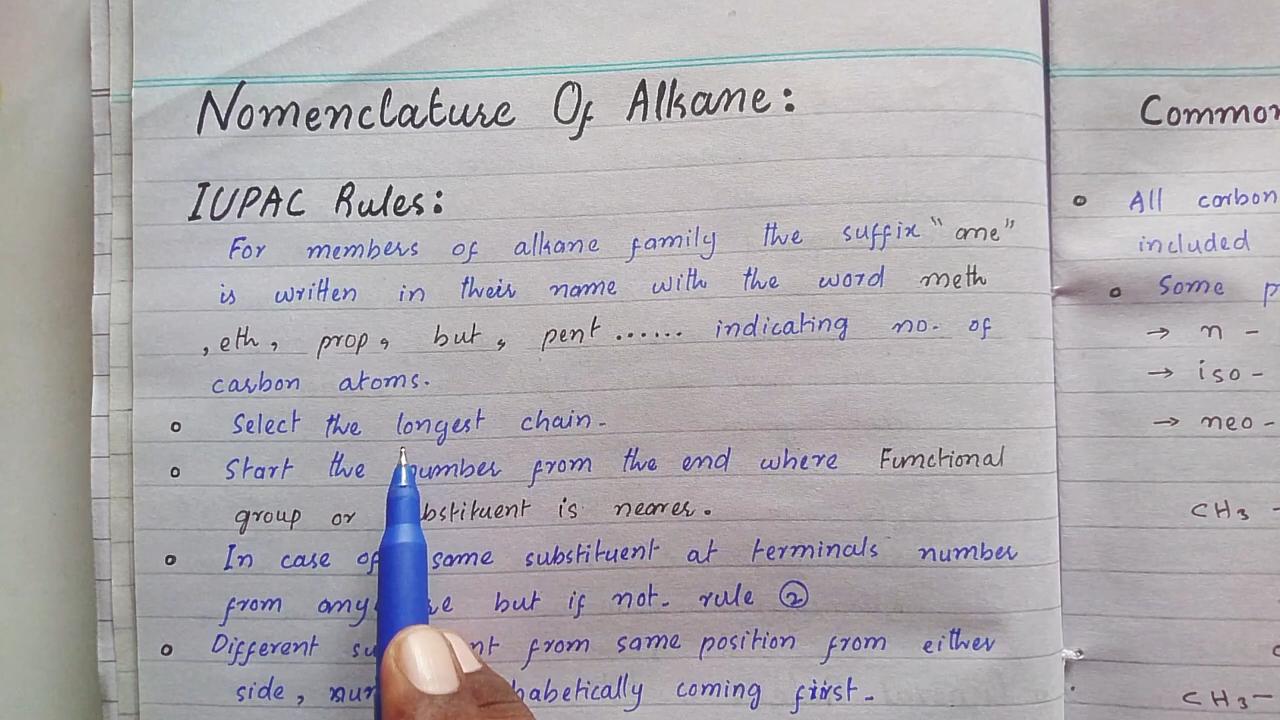 Nomenclature Of Alkane:
IUPAC Rules:
For members of alkane family the suffix "ane"
is written in their name with the word meth
, eth, prop, but, pent ...... indicating no. of
carbon atoms.
Select the longest chain.
Start the number from the end where Functional
group or substituent is nearer.
In case of same substituent at terminals number
from any but if not. rule ②
Different from same position from either
side, coming first.
Common
All carbon
included
Some
→ n -
→ iso -
→ neo -
CH3 -
CH3 -